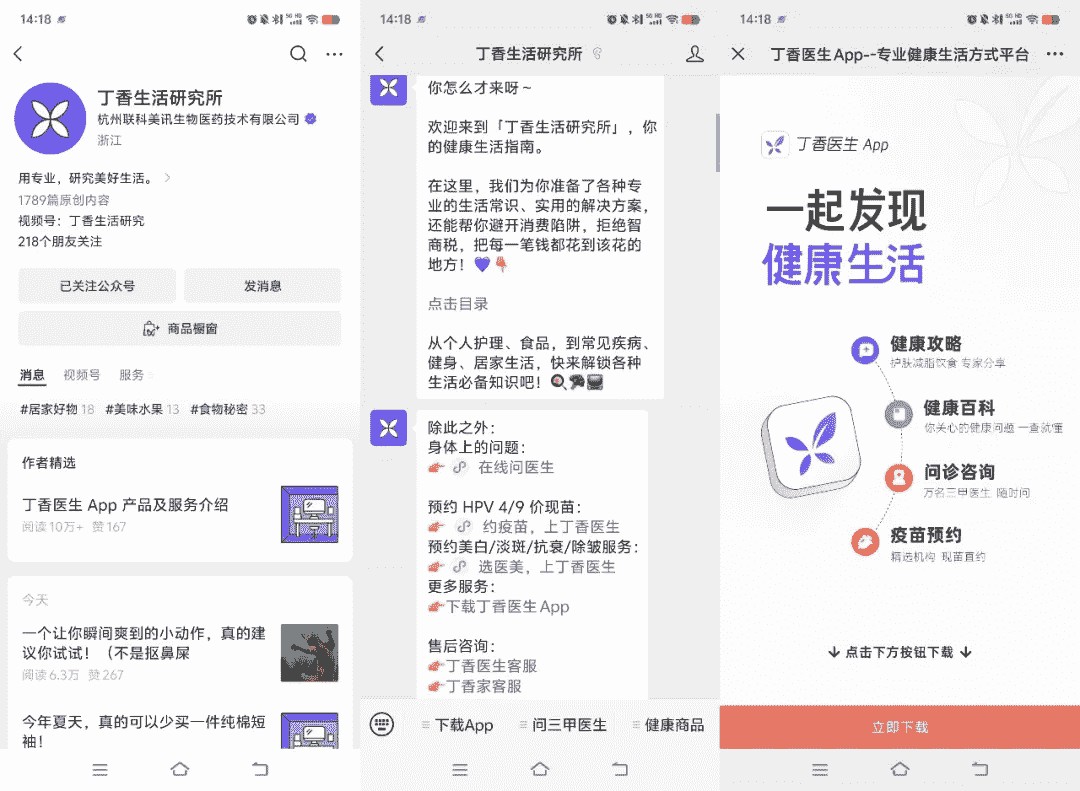 14:18
丁香生活研究所
杭州联科美讯生物医药技术有限公司
浙江
用专业，研究美好生活。
1789篇原创内容
视频号：丁香生活研究
218个朋友关注
已关注公众号
发消息
商品橱窗
消息 视频号 服务
#居家好物 18 #美味水果 13 #食物秘密 33
作者精选
丁香医生 App 产品及服务介绍
阅读 10万+ 赞 167
今天
一个让你瞬间爽到的小动作，真的建
议你试试！（不是抠鼻屎
阅读 6.3万 赞 267
今年夏天，真的可以少买一件纯棉短
袖！
14:18
丁香生活研究所
你怎么才来呀～
欢迎来到「丁香生活研究所」，你
的健康生活指南。
在这里，我们为你准备了各种专
业的生活常识、实用的解决方案，
还能帮你避开消费陷阱，拒绝智
商税，把每一笔钱都花到该花的
地方！
点击目录
从个人护理、食品，到常见疾病、
健身、居家生活，快来解锁各种
生活必备知识吧！
除此之外：
身体上的问题：
在线问医生
预约 HPV 4/9 价现苗：
约疫苗，上丁香医生
预约美白/淡斑/抗衰/除皱服务：
选医美，上丁香医生
更多服务：
下载丁香医生App
售后咨询：
丁香医生客服
丁香家客服
下载App
问三甲医生
健康商品
14:18
丁香医生App--专业健康生活方式平台
丁香医生 App
一起发现
健康生活
健康攻略
护肤减脂饮食 专家分享
健康百科
你关心的健康问题 一查就懂
问诊咨询
万名三甲医生 随时问
疫苗预约
精选机构 现苗直约
↓ 点击下方按钮下载 ↓
立即下载